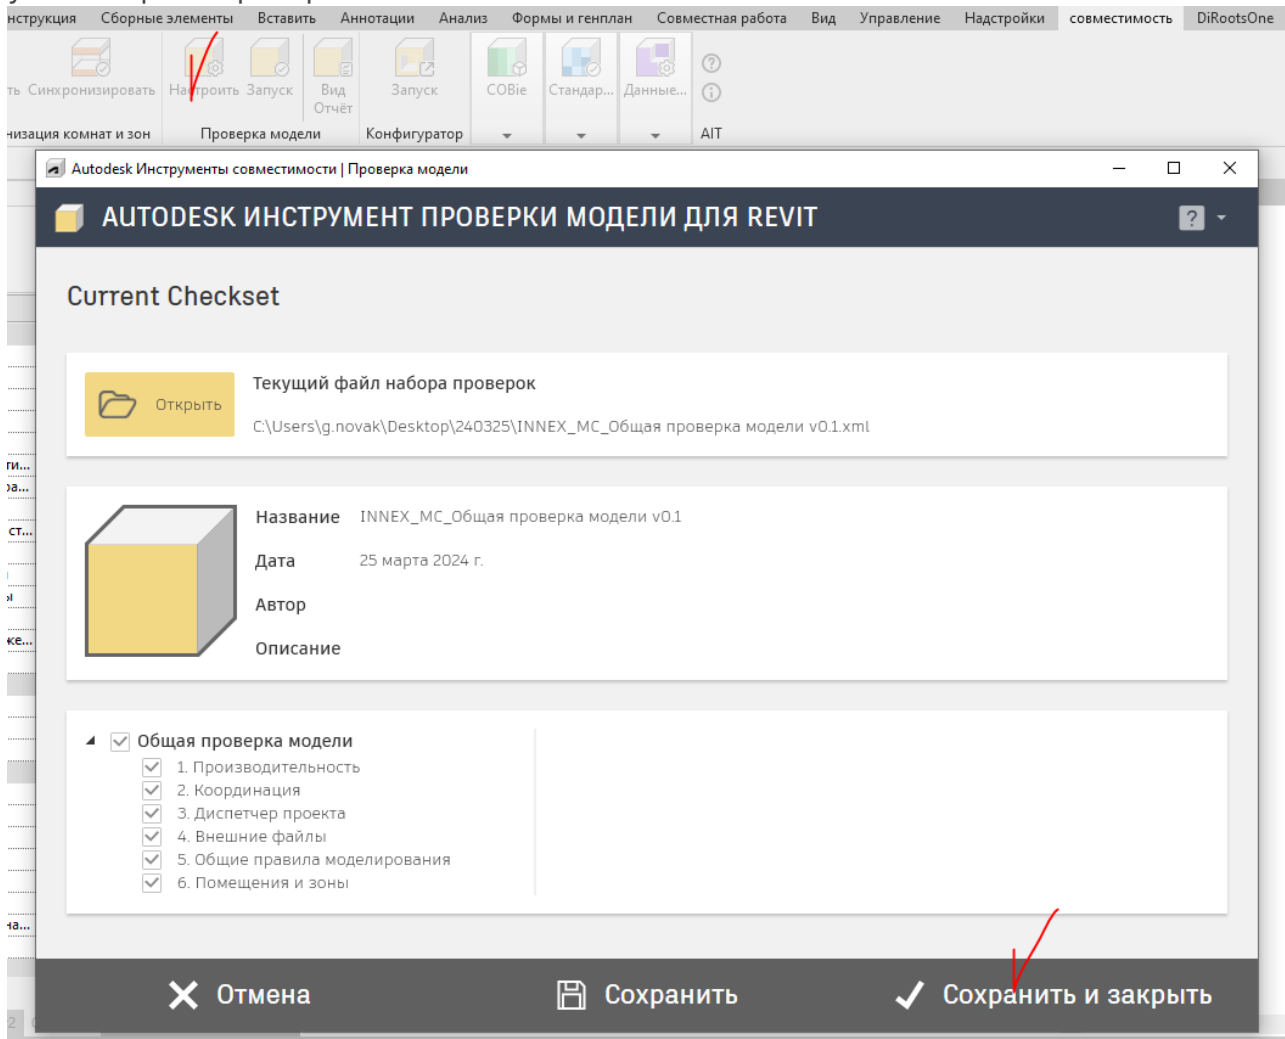 нструкция Сборные элементы Вставить Аннотации Анализ Формы и генплан Совместная работа Вид Управление Надстройки совместимость DiRootsOne
ть Синхронизировать Настроить Запуск Вид Отчёт Запуск COBie Стандар... Данные...
низация комнат и зон Проверка модели Конфигуратор AIT
Autodesk Инструменты совместимости | Проверка модели
AUTODESK ИНСТРУМЕНТ ПРОВЕРКИ МОДЕЛИ ДЛЯ REVIT ?
Current Checkset
Текущий файл набора проверок
Открыть
C:\Users\g.novak\Desktop\240325\INNEX_MC_Общая проверка модели v0.1.xml
ти...
ра...
ст...
ы
же...
на...
Название INNEX_MC_Общая проверка модели v0.1
Дата 25 марта 2024 г.
Автор
Описание
Общая проверка модели
1. Производительность
2. Координация
3. Диспетчер проекта
4. Внешние файлы
5. Общие правила моделирования
6. Помещения и зоны
Отмена Сохранить Сохранить и закрыть